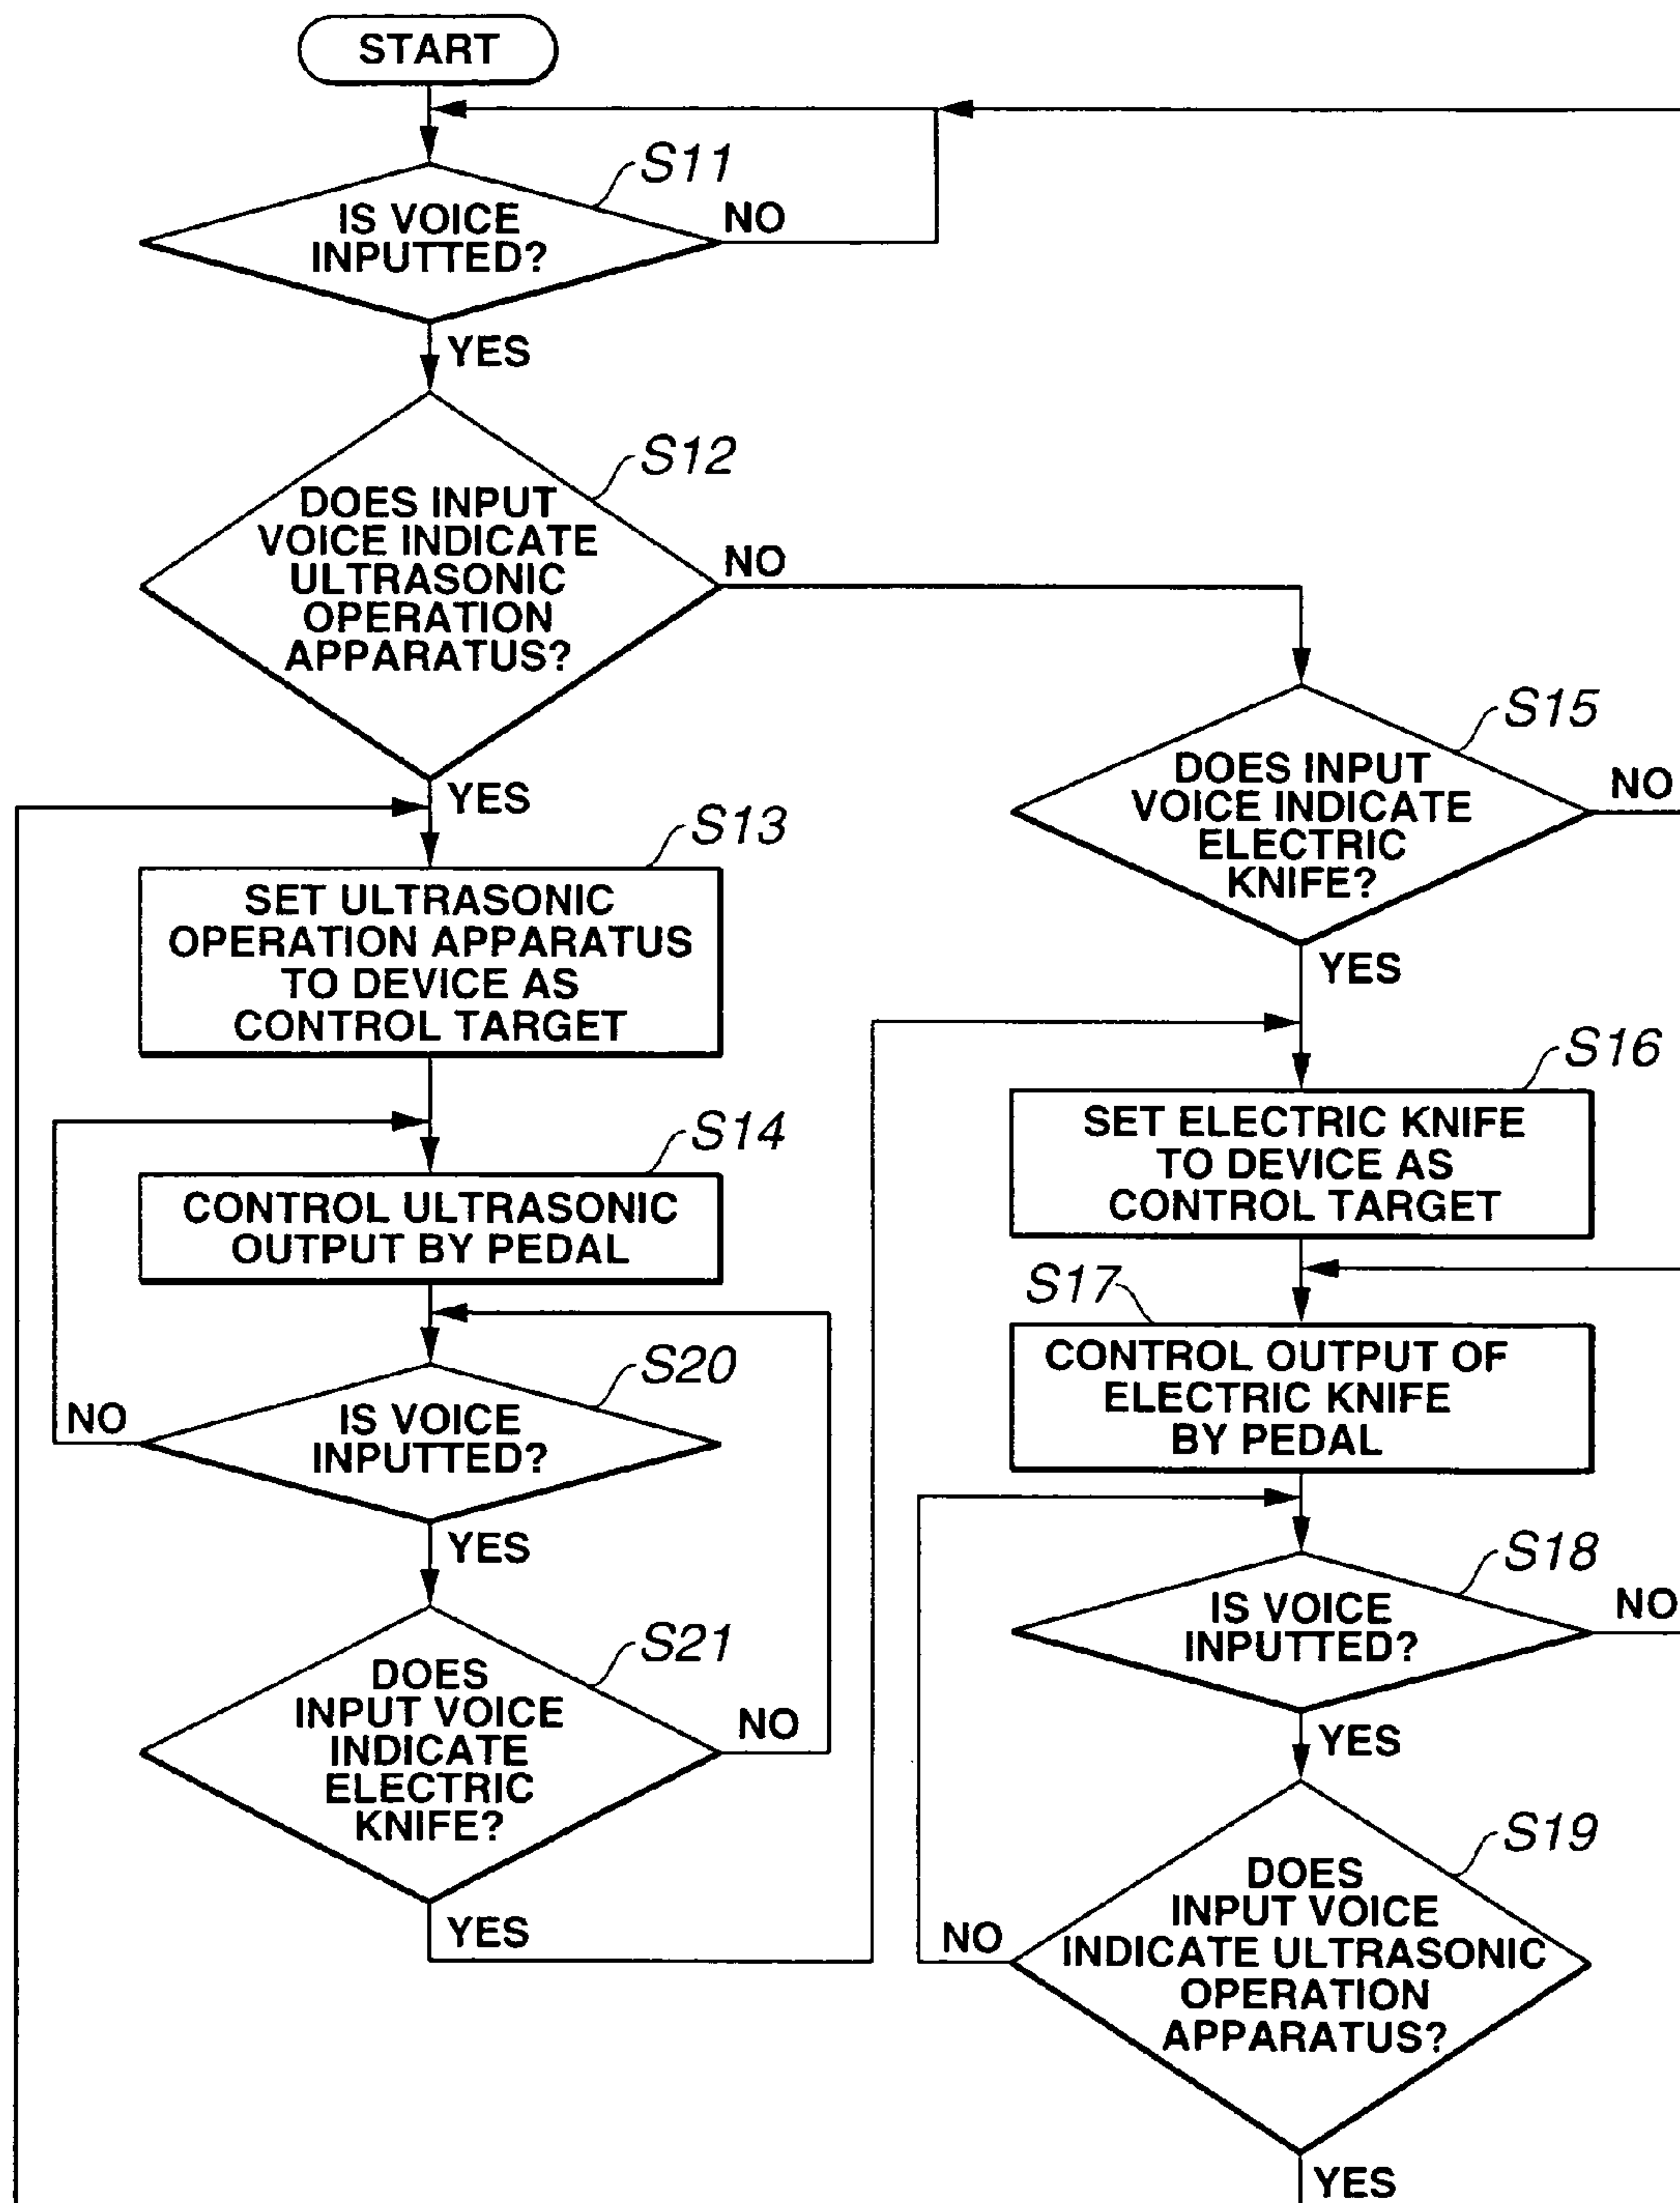 START
S11
IS VOICE
INPUTTED?
NO
YES
S12
DOES INPUT
VOICE INDICATE
ULTRASONIC
OPERATION
APPARATUS?
NO
YES
S13
SET ULTRASONIC
OPERATION APPARATUS
TO DEVICE AS
CONTROL TARGET
S14
CONTROL ULTRASONIC
OUTPUT BY PEDAL
S20
IS VOICE
INPUTTED?
NO
YES
S21
DOES
INPUT VOICE
INDICATE
ELECTRIC
KNIFE?
NO
YES
S15
DOES INPUT
VOICE INDICATE
ELECTRIC
KNIFE?
NO
YES
S16
SET ELECTRIC KNIFE
TO DEVICE AS
CONTROL TARGET
S17
CONTROL OUTPUT OF
ELECTRIC KNIFE
BY PEDAL
S18
IS VOICE
INPUTTED?
NO
YES
S19
DOES
INPUT VOICE
INDICATE ULTRASONIC
OPERATION
APPARATUS?
NO
YES